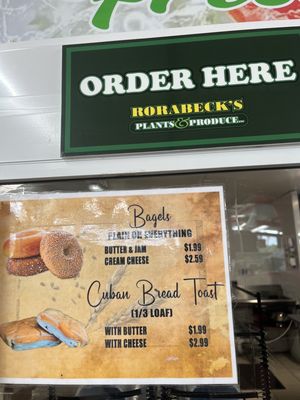 ORDER HERE
RORABECK'S
PLANTS & PRODUCE...
Bagels
PLAIN OR EVERYTHING
BUTTER & JAM $1.99
CREAM CHEESE $2.59
Cuban Bread Toast
(1/3 LOAF)
WITH BUTTER $1.99
WITH CHEESE $2.99